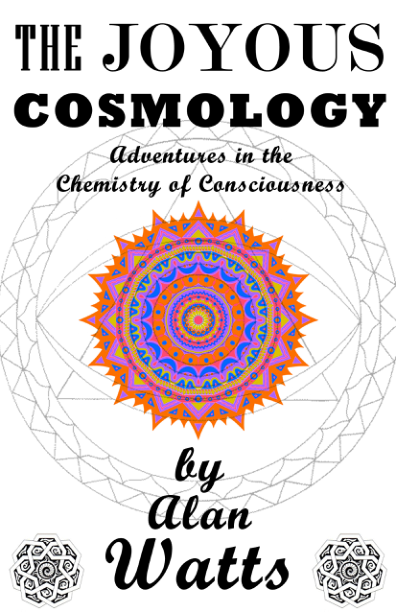 THE JOYOUS
COSMOLOGY
Adventures in the
Chemistry of Consciousness
by
Alan
Watts